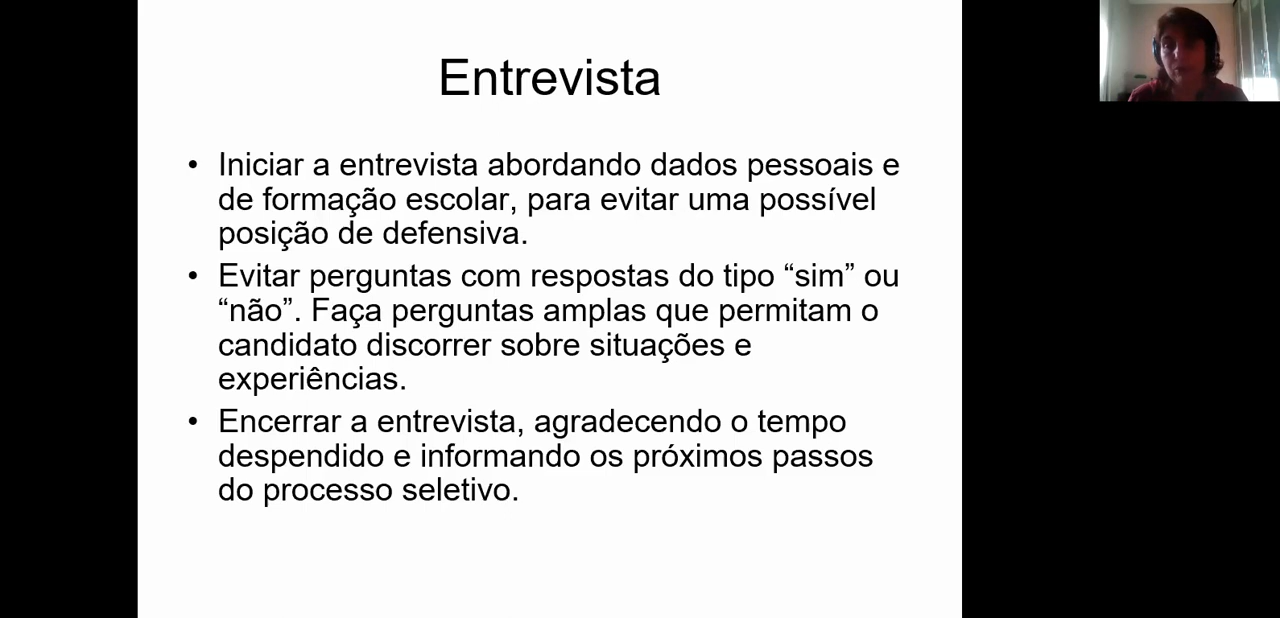 Entrevista
• Iniciar a entrevista abordando dados pessoais e
de formação escolar, para evitar uma possível
posição de defensiva.
• Evitar perguntas com respostas do tipo “sim” ou
“não”. Faça perguntas amplas que permitam o
candidato discorrer sobre situações e
experiências.
• Encerrar a entrevista, agradecendo o tempo
despendido e informando os próximos passos
do processo seletivo.